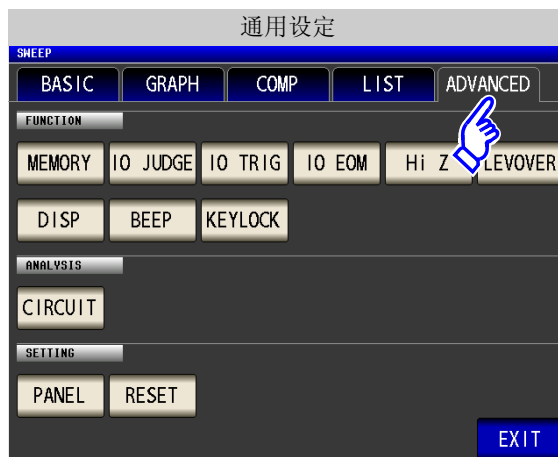 通用设定
SWEEP
BASIC GRAPH COMP LIST ADVANCED
FUNCTION
MEMORY IO JUDGE IO TRIG IO EOM Hi Z LEVOVER
DISP BEEP KEYLOCK
ANALYSIS
CIRCUIT
SETTING
PANEL RESET
EXIT